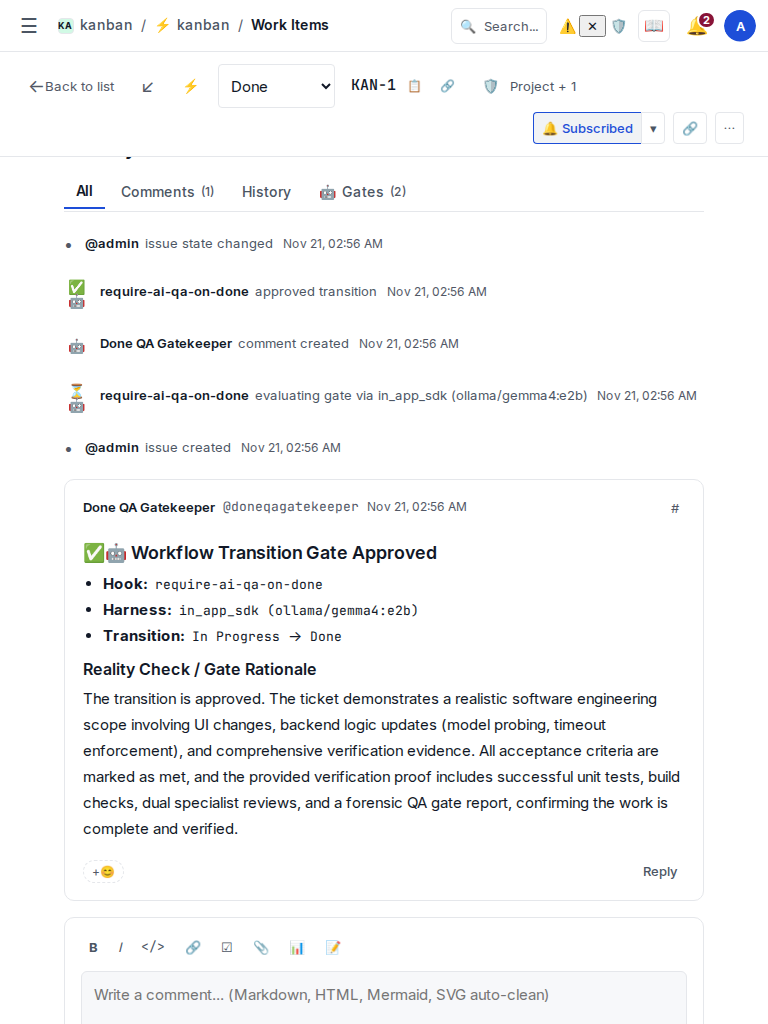 KA kanban / kanban / Work Items
Search...
2
A
Back to list
Done
KAN-1
Project + 1
Subscribed
All
Comments (1)
History
Gates (2)
@admin issue state changed Nov 21, 02:56 AM
require-ai-qa-on-done approved transition Nov 21, 02:56 AM
Done QA Gatekeeper comment created Nov 21, 02:56 AM
require-ai-qa-on-done evaluating gate via in_app_sdk (ollama/gemma4:e2b) Nov 21, 02:56 AM
@admin issue created Nov 21, 02:56 AM
Done QA Gatekeeper @doneqagatekeeper Nov 21, 02:56 AM #
Workflow Transition Gate Approved
Hook: require-ai-qa-on-done
Harness: in_app_sdk (ollama/gemma4:e2b)
Transition: In Progress → Done
Reality Check / Gate Rationale
The transition is approved. The ticket demonstrates a realistic software engineering
scope involving UI changes, backend logic updates (model probing, timeout
enforcement), and comprehensive verification evidence. All acceptance criteria are
marked as met, and the provided verification proof includes successful unit tests, build
checks, dual specialist reviews, and a forensic QA gate report, confirming the work is
complete and verified.
+
Reply
B I </>
Write a comment... (Markdown, HTML, Mermaid, SVG auto-clean)